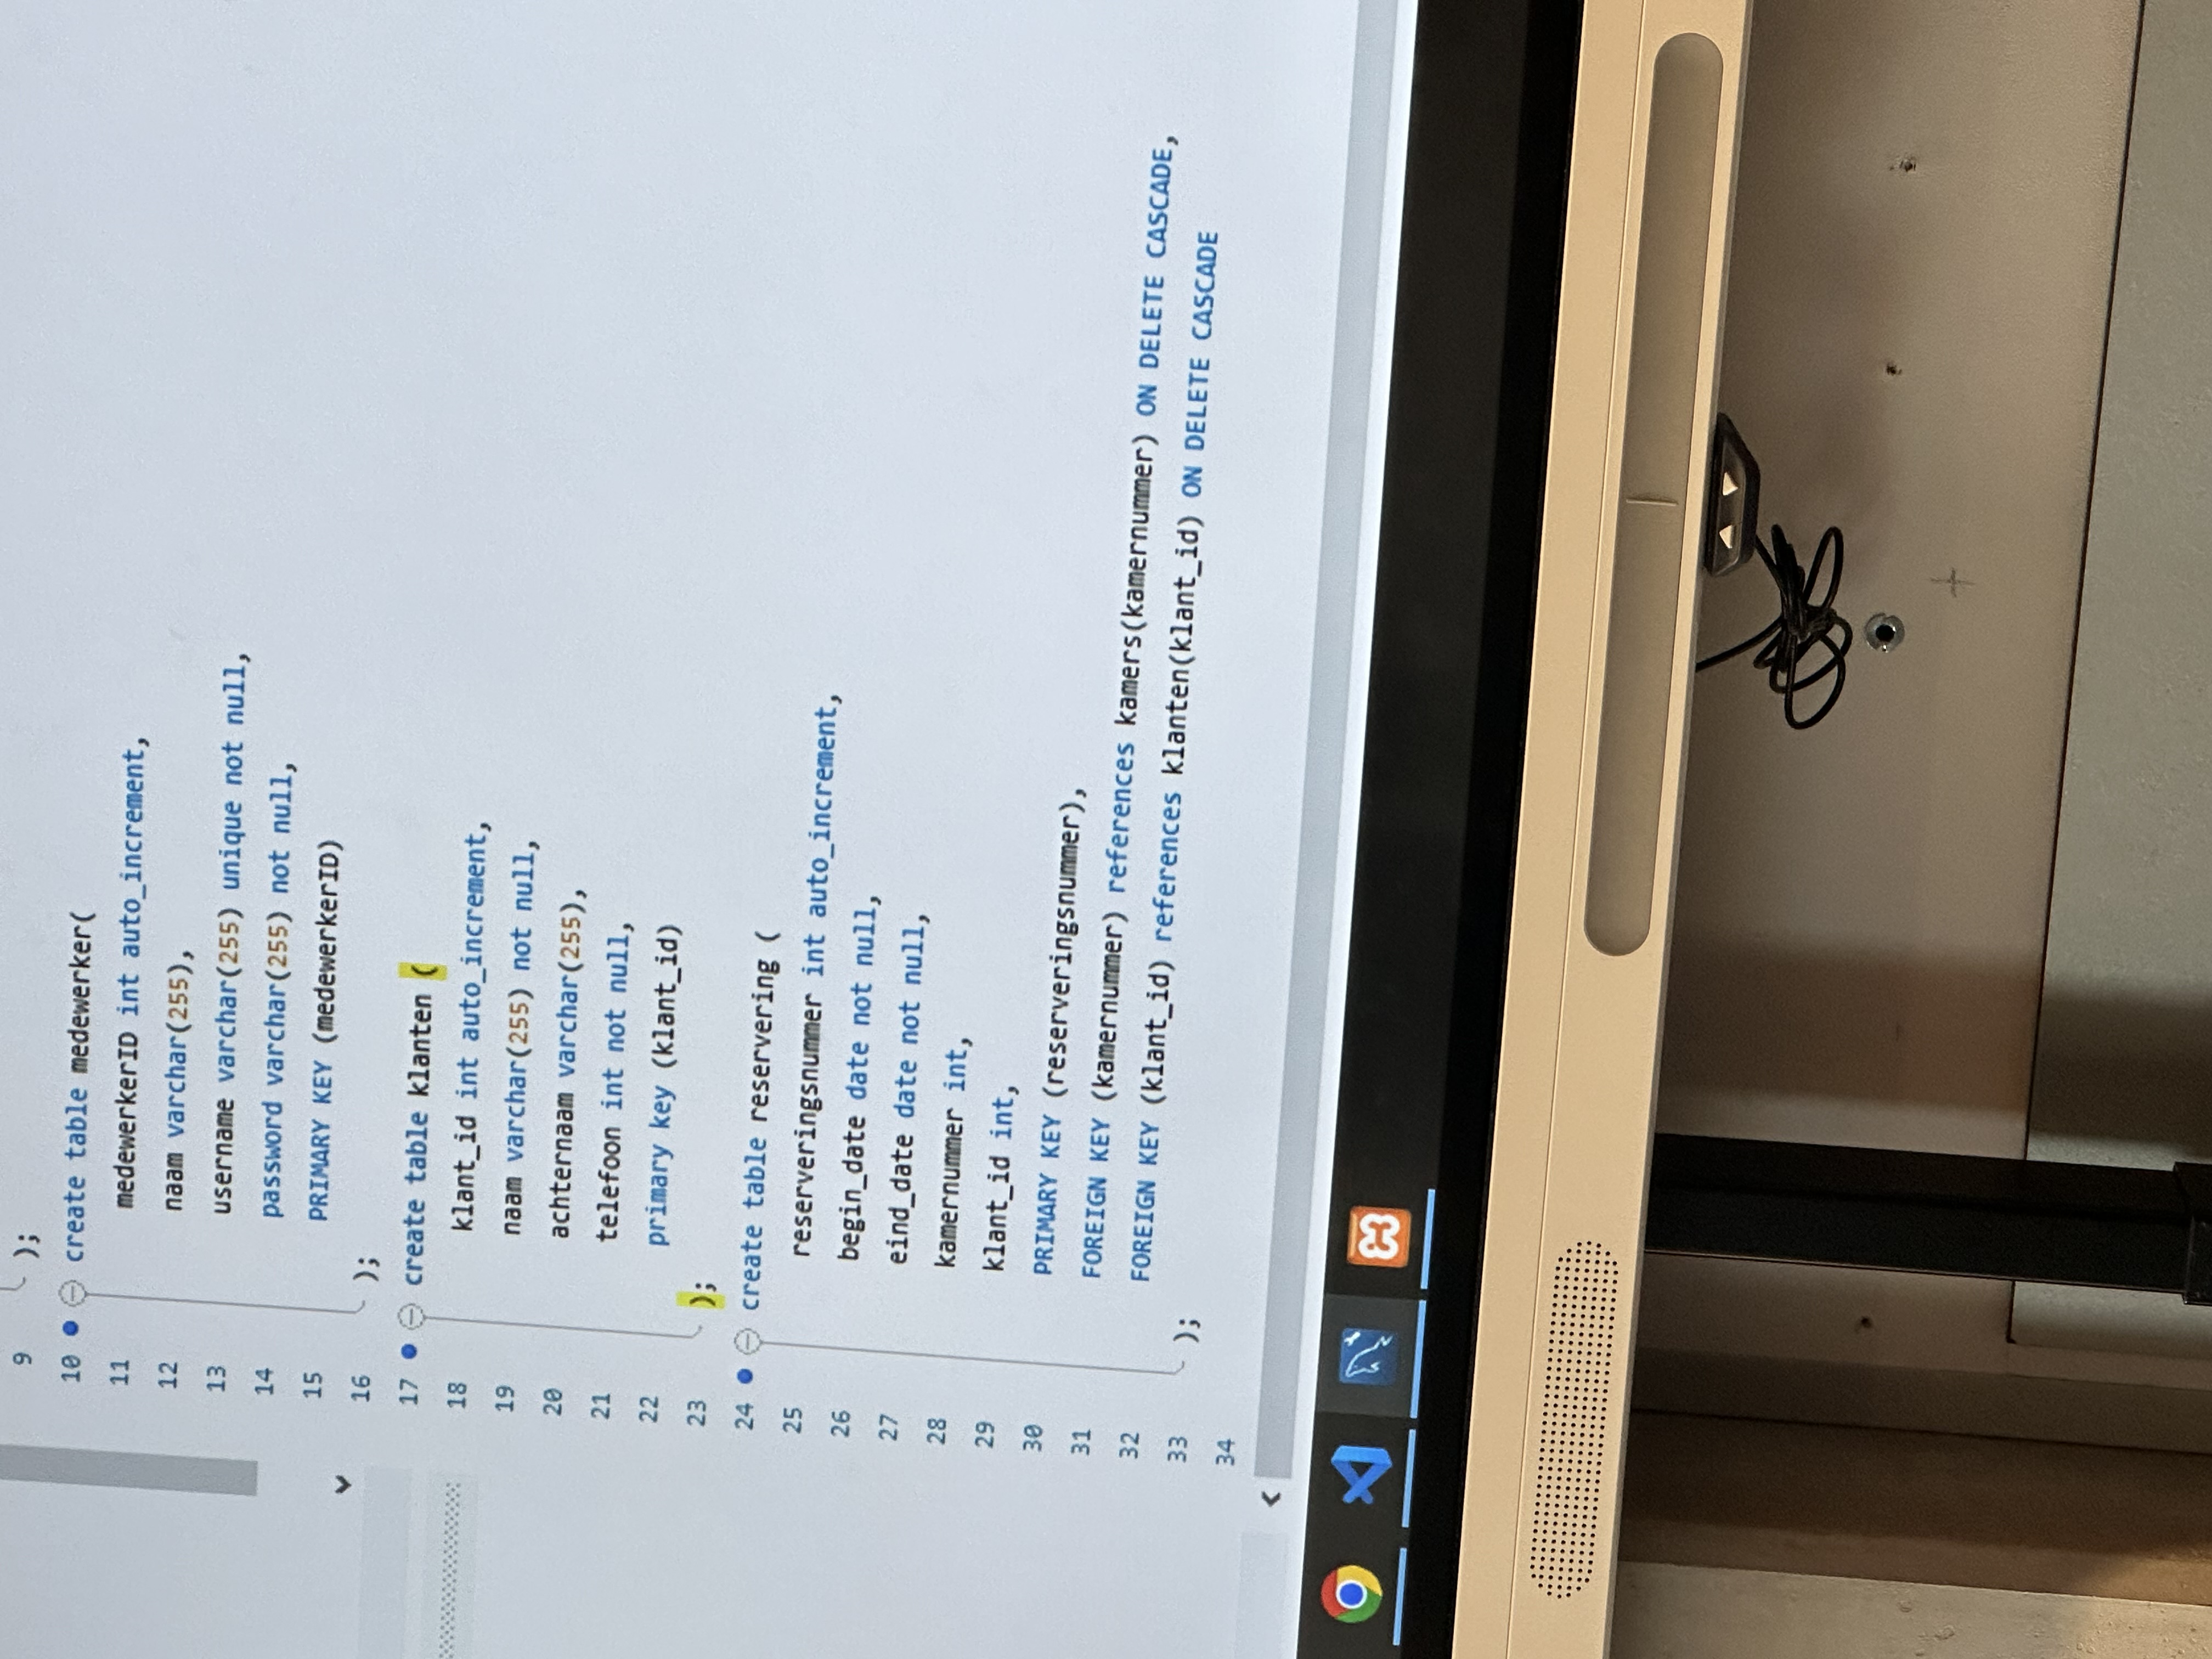 9 );
10 create table medewerker(
11 medewerkerID int auto_increment,
12 naam varchar(255),
13 username varchar(255) unique not null,
14 password varchar(255) not null,
15 PRIMARY KEY (medewerkerID)
16 );
17 create table klanten (
18 klant_id int auto_increment,
19 naam varchar(255) not null,
20 achternaam varchar(255),
21 telefoon int not null,
22 primary key (klant_id)
23 );
24 create table reservering (
25 reserveringsnummer int auto_increment,
26 begin_date date not null,
27 eind_date date not null,
28 kamernummer int,
29 klant_id int,
30 PRIMARY KEY (reserveringsnummer),
31 FOREIGN KEY (kamernummer) references kamers(kamernummer) ON DELETE CASCADE,
32 FOREIGN KEY (klant_id) references klanten(klant_id) ON DELETE CASCADE
33 );
34